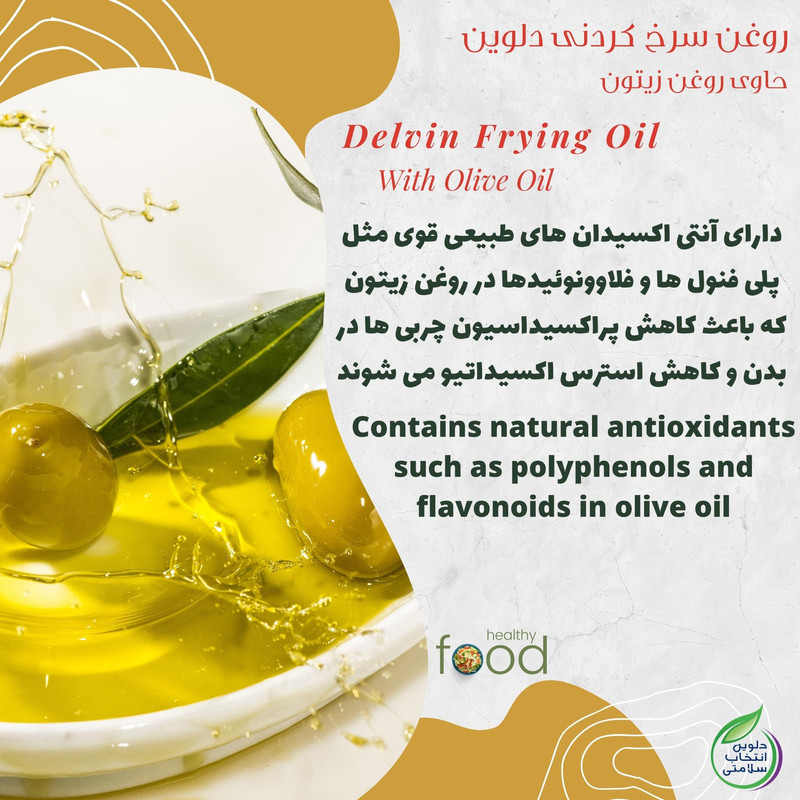 روغن سرخ کردنی دلوین
حاوی روغن زیتون
Delvin Frying Oil
With Olive Oil
دارای آنتی اکسیدان های طبیعی قوی مثل
پلی فنول ها و فلاوونوئیدها در روغن زیتون
که باعث کاهش پراکسیداسیون چربی ها در
بدن و کاهش استرس اکسیداتیو می شوند
Contains natural antioxidants
such as polyphenols and
flavonoids in olive oil
healthy
food
دلوین
انتخاب
سلامتی